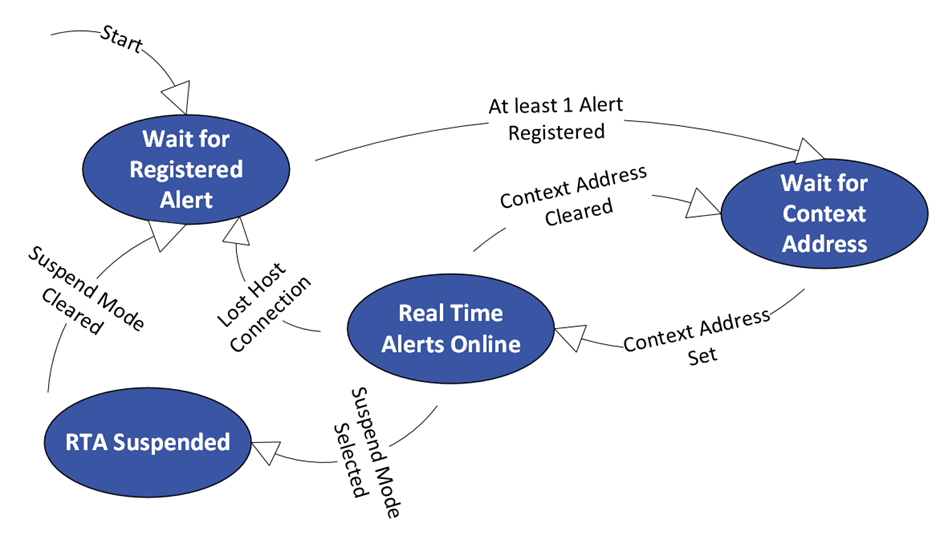 Start
Wait for
Registered
Alert
At least 1 Alert
Registered
Context Address
Cleared
Wait for
Context
Address
Suspend Mode
Cleared
Lost Host
Connection
Real Time
Alerts Online
Context Address
Set
RTA Suspended
Suspend Mode
Selected